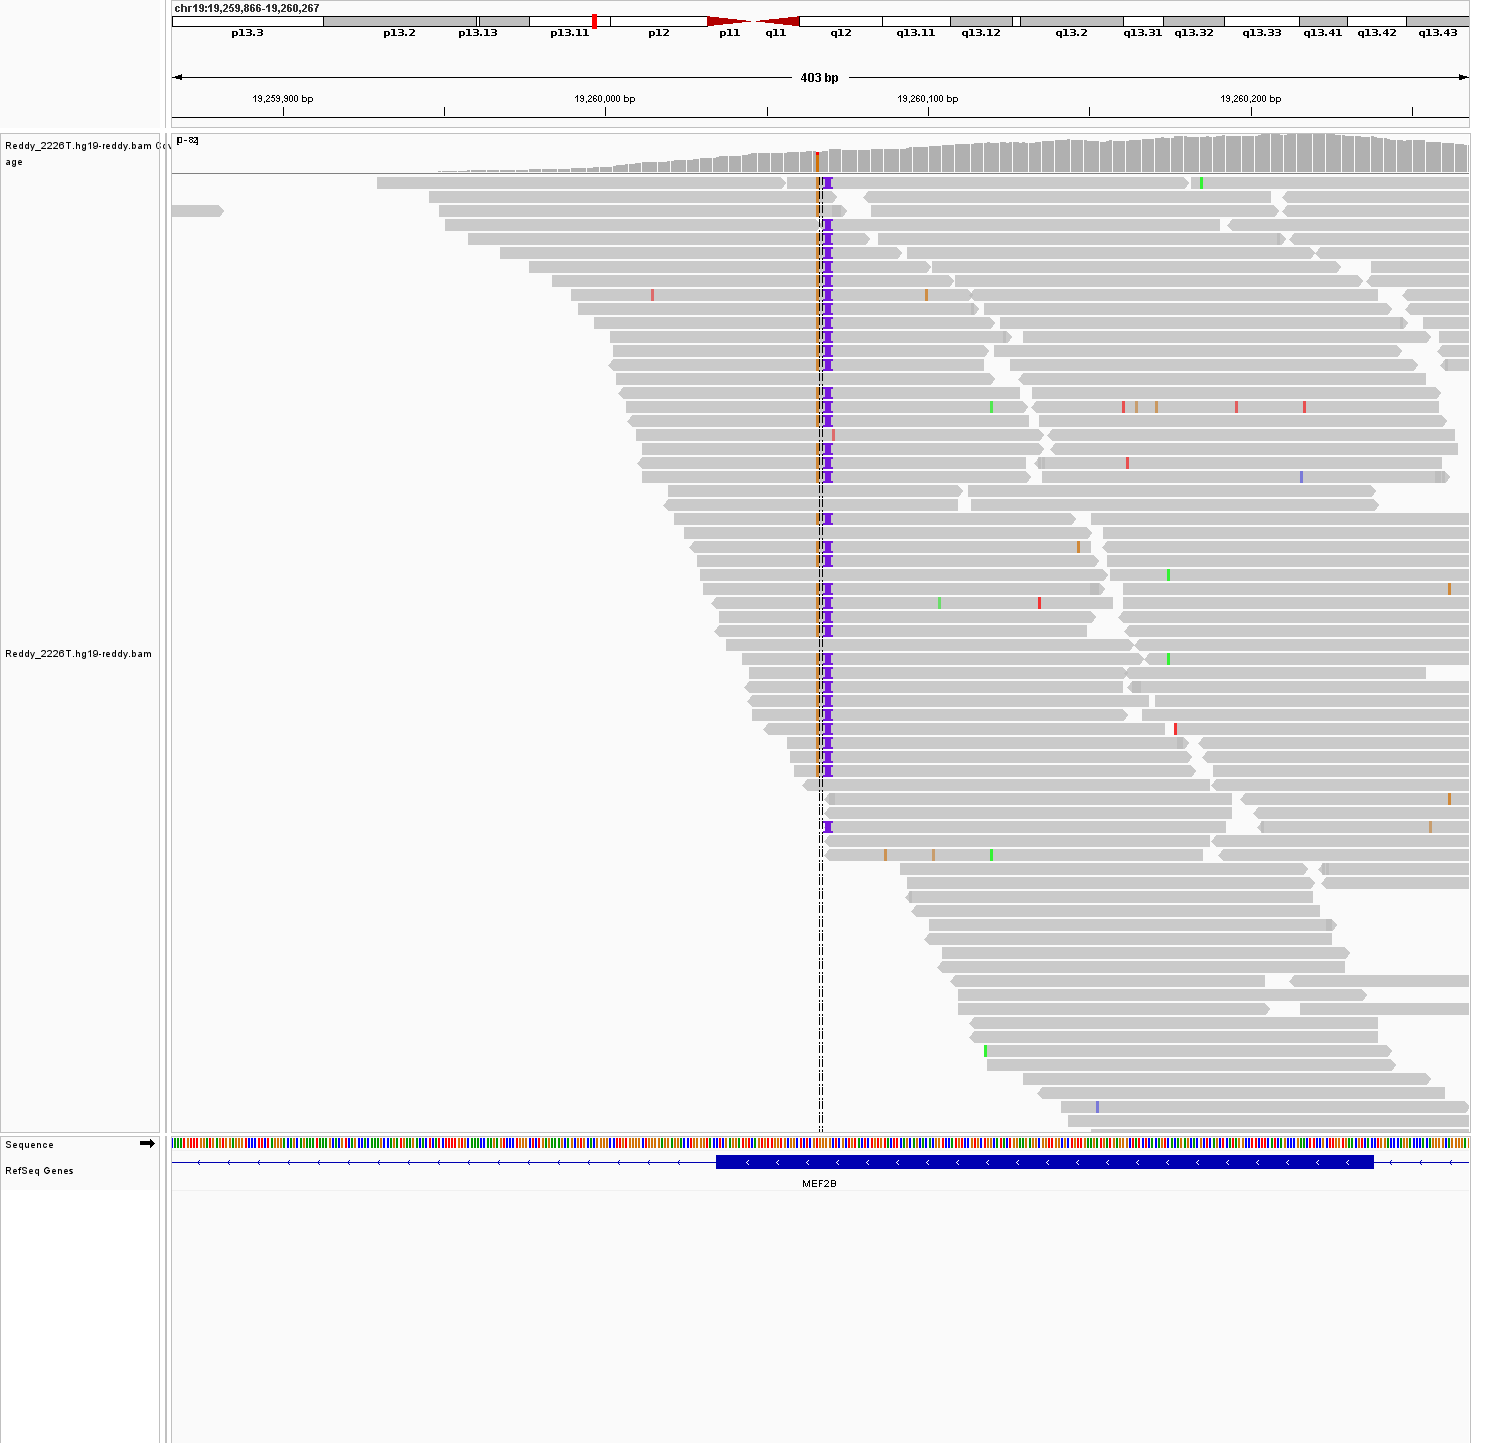 chr19:19,259,866-19,260,267
p13.3 p13.2 p13.13 p13.11 p12 p11 q11 q12 q13.11 q13.12 q13.2 q13.31 q13.32 q13.33 q13.41 q13.42 q13.43
403 bp
19,259,900 bp 19,260,000 bp 19,260,100 bp 19,260,200 bp
[0-82]
Reddy_2226T.hg19-reddy.bam Cov
age
Reddy_2226T.hg19-reddy.bam
Sequence
RefSeq Genes
MEF2B